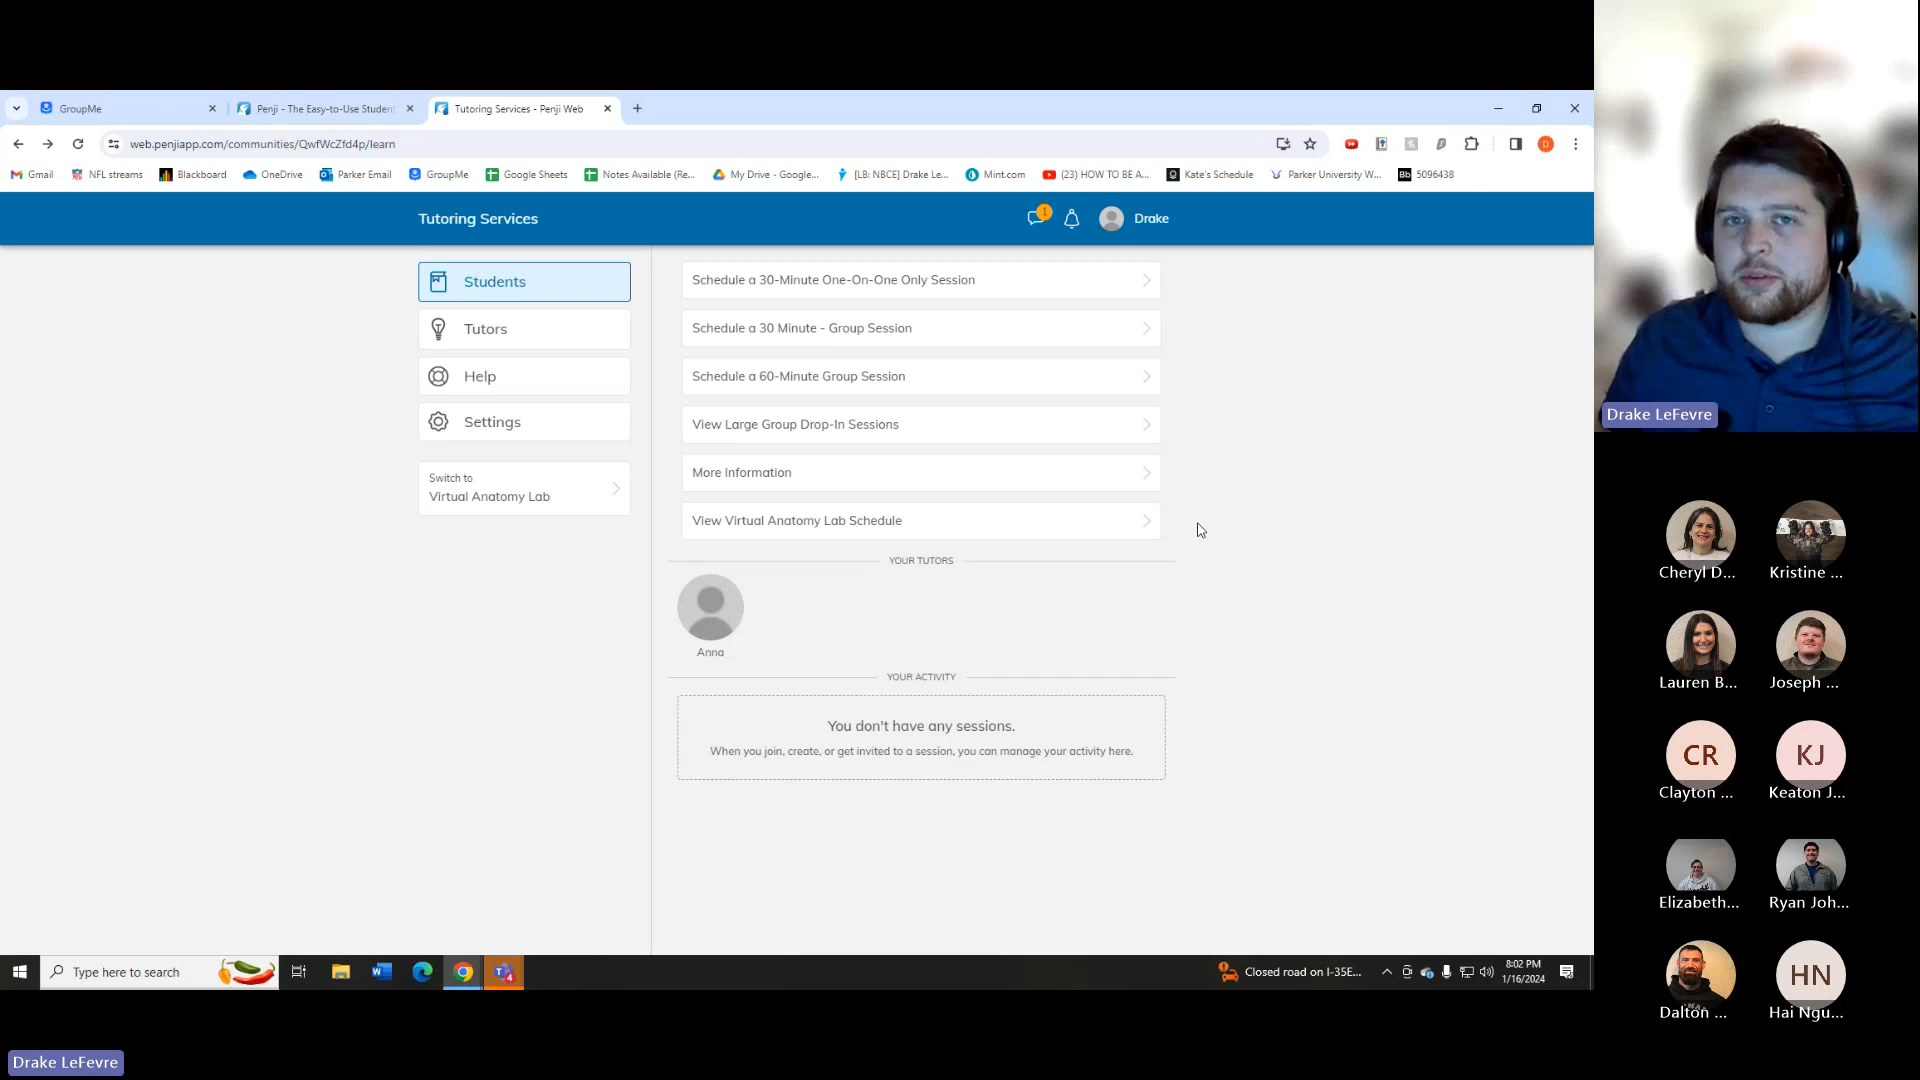 GroupMe
Penji - The Easy-to-Use Student
Tutoring Services - Penji Web
web.penjiapp.com/communities/QwfWcZfd4p/learn
Gmail
NFL streams
Blackboard
OneDrive
Parker Email
GroupMe
Google Sheets
Notes Available (Re...
My Drive - Google...
[LB: NBCE] Drake Le...
Mint.com
(23) HOW TO BE A...
Kate's Schedule
Parker University W...
Bb 5096438
D
Tutoring Services
1
Drake
Students
Tutors
Help
Settings
Switch to
Virtual Anatomy Lab
Schedule a 30-Minute One-On-One Only Session
Schedule a 30 Minute - Group Session
Schedule a 60-Minute Group Session
View Large Group Drop-In Sessions
More Information
View Virtual Anatomy Lab Schedule
YOUR TUTORS
Anna
YOUR ACTIVITY
You don't have any sessions.
When you join, create, or get invited to a session, you can manage your activity here.
Type here to search
Closed road on I-35E...
8:02 PM
1/16/2024
Drake LeFevre
Cheryl D...
Kristine ...
Lauren B...
Joseph ...
CR
Clayton ...
KJ
Keaton J...
Elizabeth...
Ryan Joh...
Dalton ...
HN
Hai Ngu...
Drake LeFevre